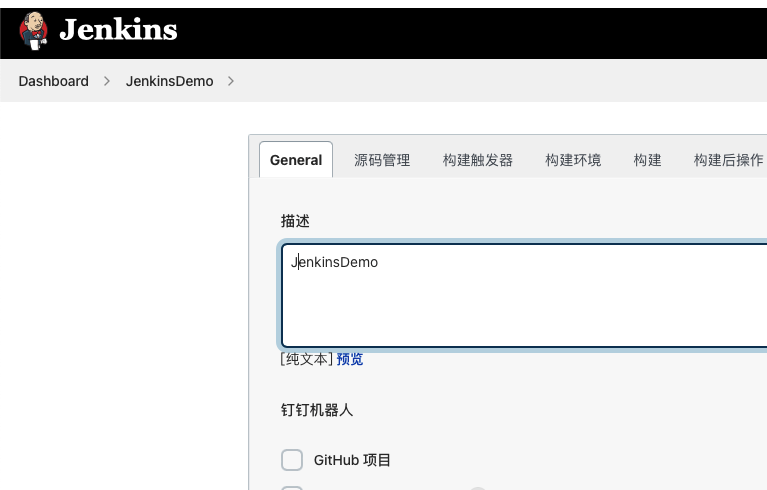 Jenkins
Dashboard > JenkinsDemo >
General 源码管理 构建触发器 构建环境 构建 构建后操作
描述
JenkinsDemo
[纯文本] 预览
钉钉机器人
GitHub 项目